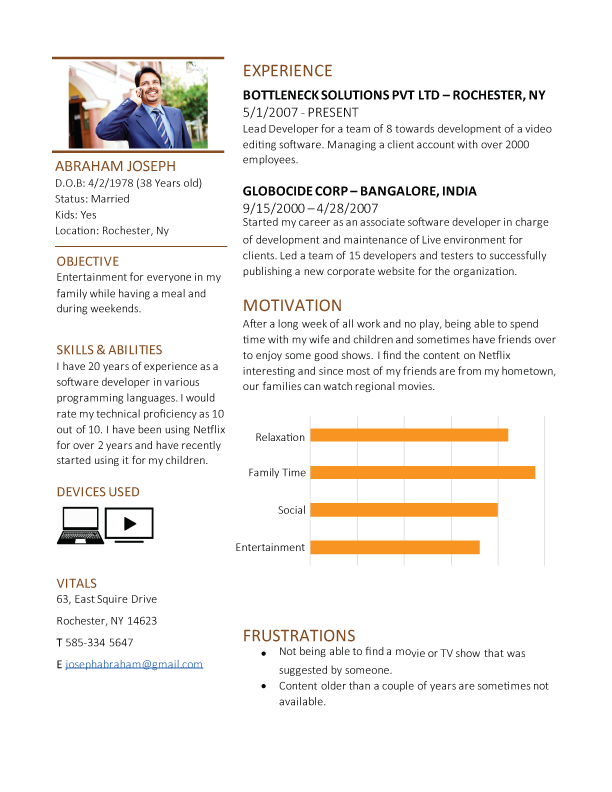 ABRAHAM JOSEPH
D.O.B: 4/2/1978 (38 Years old)
Status: Married
Kids: Yes
Location: Rochester, Ny
OBJECTIVE
Entertainment for everyone in my
family while having a meal and
during weekends.
SKILLS & ABILITIES
I have 20 years of experience as a
software developer in various
programming languages. I would
rate my technical proficiency as 10
out of 10. I have been using Netflix
for over 2 years and have recently
started using it for my children.
DEVICES USED
VITALS
63, East Squire Drive
Rochester, NY 14623
T 585-334 5647
E josephabraham@gmail.com
EXPERIENCE
BOTTLENECK SOLUTIONS PVT LTD – ROCHESTER, NY
5/1/2007 - PRESENT
Lead Developer for a team of 8 towards development of a video
editing software. Managing a client account with over 2000
employees.
GLOBOCIDE CORP – BANGALORE, INDIA
9/15/2000 – 4/28/2007
Started my career as an associate software developer in charge
of development and maintenance of Live environment for
clients. Led a team of 15 developers and testers to successfully
publishing a new corporate website for the organization.
MOTIVATION
After a long week of all work and no play, being able to spend
time with my wife and children and sometimes have friends over
to enjoy some good shows. I find the content on Netflix
interesting and since most of my friends are from my hometown,
our families can watch regional movies.
Relaxation
Family Time
Social
Entertainment
FRUSTRATIONS
• Not being able to find a movie or TV show that was
suggested by someone.
• Content older than a couple of years are sometimes not
available.